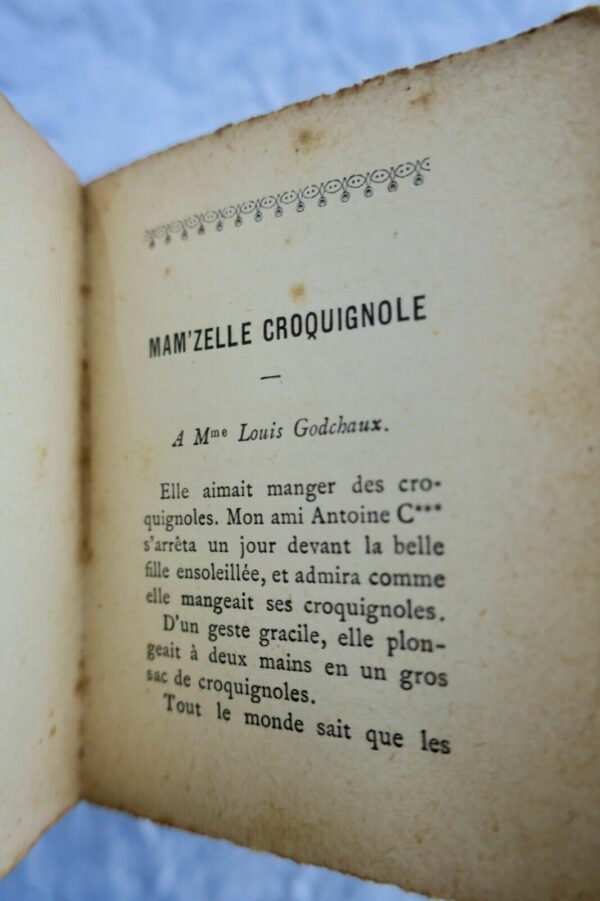 MAM'ZELLE CROQUIGNOLE
A Mme Louis Godchaux.
Elle aimait manger des cro-
quignoles. Mon ami Antoine C***
s'arrêta un jour devant la belle
fille ensoleillée, et admira comme
elle mangeait ses croquignoles.
D'un geste gracile, elle plon-
geait à deux mains en un gros
sac de croquignoles.
Tout le monde sait que les